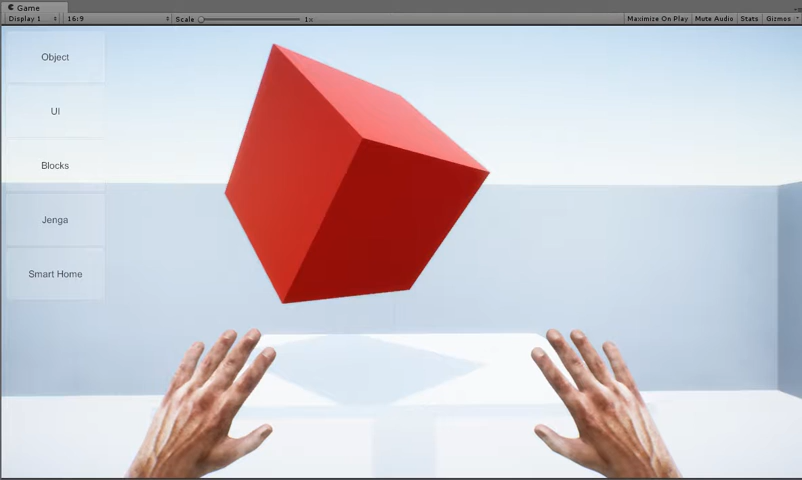 Game
Display 1 16:9 Scale 1x Maximize On Play Mute Audio Stats Gizmos
Object
UI
Blocks
Jenga
Smart Home